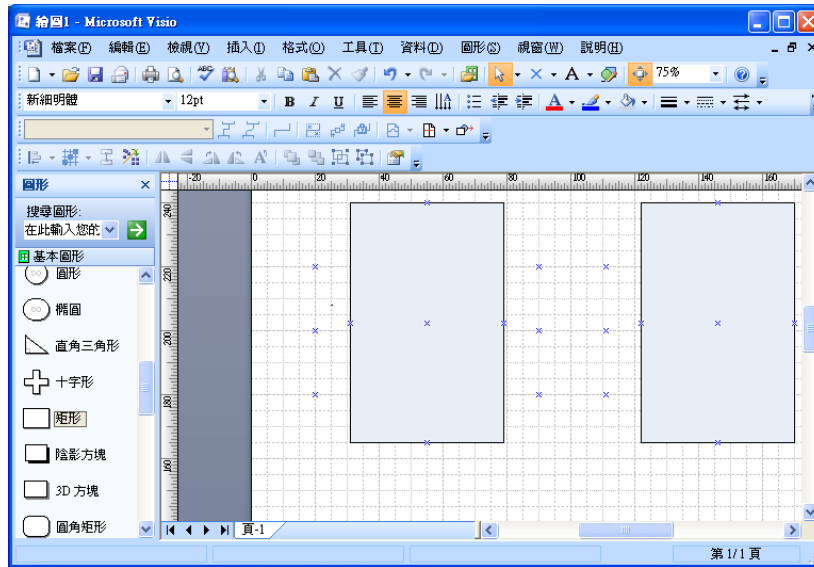 繪圖1 - Microsoft Visio
檔案(F) 編輯(E) 檢視(V) 插入(I) 格式(O) 工具(T) 資料(D) 圖形(S) 視窗(W) 說明(H)
ABC A 75%
新細明體 12pt B I U A A
圖形
-20 0 20 40 60 80 100 120 140 160
搜尋圖形:
在此輸入您的
基本圖形
圓形
橢圓
直角三角形
十字形
矩形
陰影方塊
3D 方塊
圓角矩形
240
220
200
180
160
頁-1
第 1/1 頁